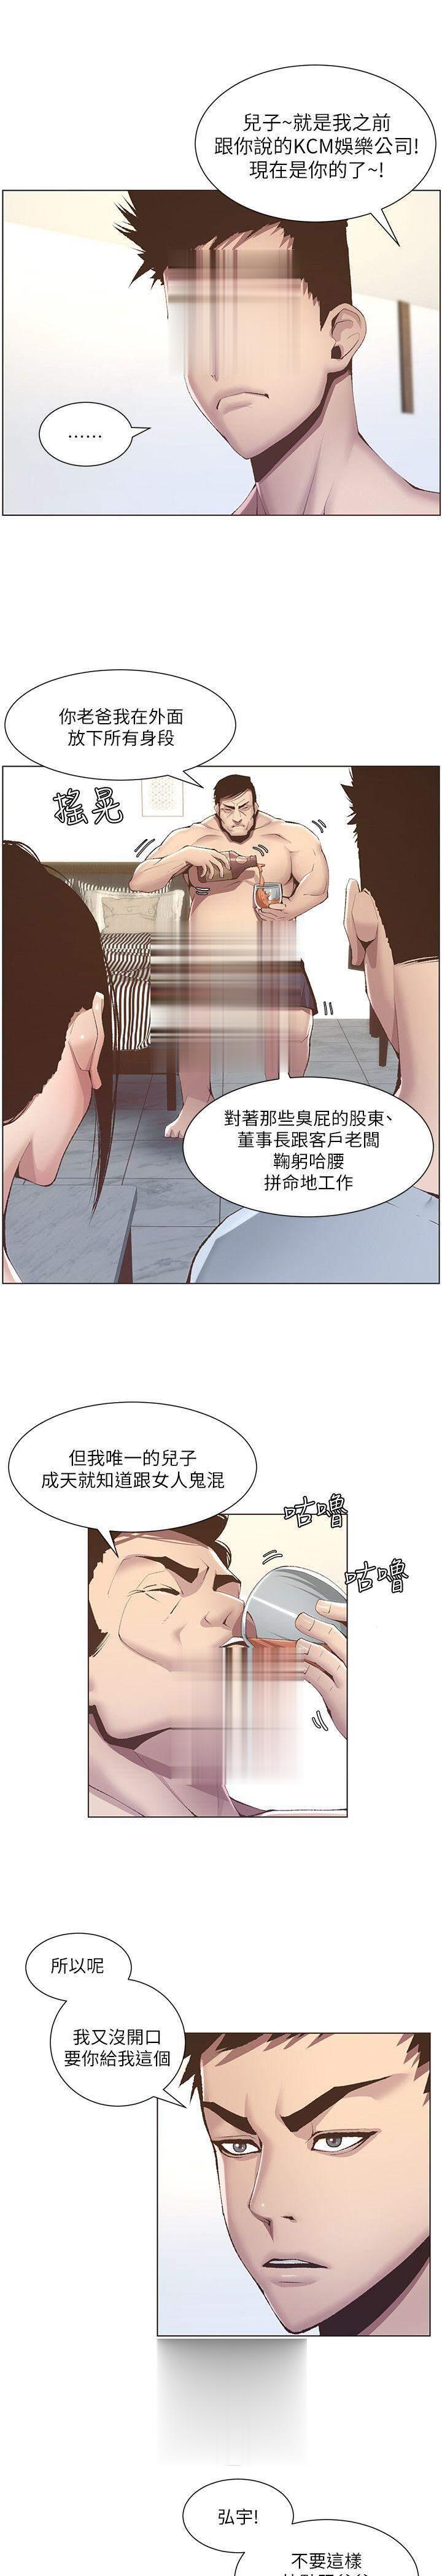 兒子~就是我之前
跟你說的KCM娛樂公司!
現在是你的了~!
……
你老爸我在外面
放下所有身段
搖晃
對著那些臭屁的股東、
董事長跟客戶老闆
鞠躬哈腰
拼命地工作
但我唯一的兒子
成天就知道跟女人鬼混
咕嚕
咕嚕
所以呢
我又沒開口
要你給我這個
弘宇!
不要這樣